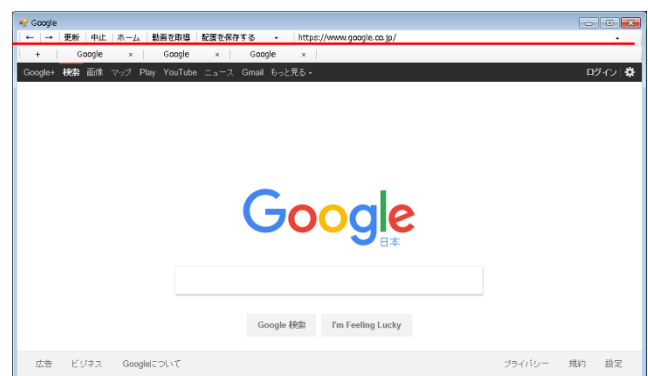 Google
← → 更新 中止 ホーム 動画を取得 配置を保存する https://www.google.co.jp/
+ Google × Google × Google ×
Google+ 検索 画像 マップ Play YouTube ニュース Gmail もっと見る ログイン
Google
日本
Google 検索 I'm Feeling Lucky
広告 ビジネス Googleについて プライバシー 規約 設定